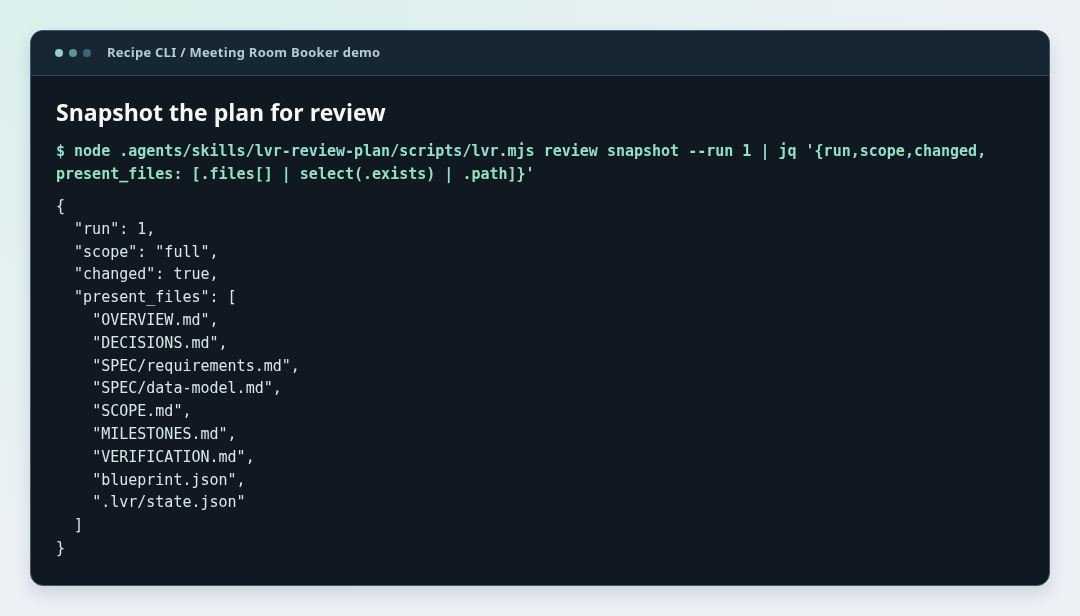 Recipe CLI / Meeting Room Booker demo
Snapshot the plan for review
$ node .agents/skills/lvr-review-plan/scripts/lvr.mjs review snapshot --run 1 | jq '{run,scope,changed,
present_files: [.files[] | select(.exists) | .path]}'
{
  "run": 1,
  "scope": "full",
  "changed": true,
  "present_files": [
    "OVERVIEW.md",
    "DECISIONS.md",
    "SPEC/requirements.md",
    "SPEC/data-model.md",
    "SCOPE.md",
    "MILESTONES.md",
    "VERIFICATION.md",
    "blueprint.json",
    ".lvr/state.json"
  ]
}